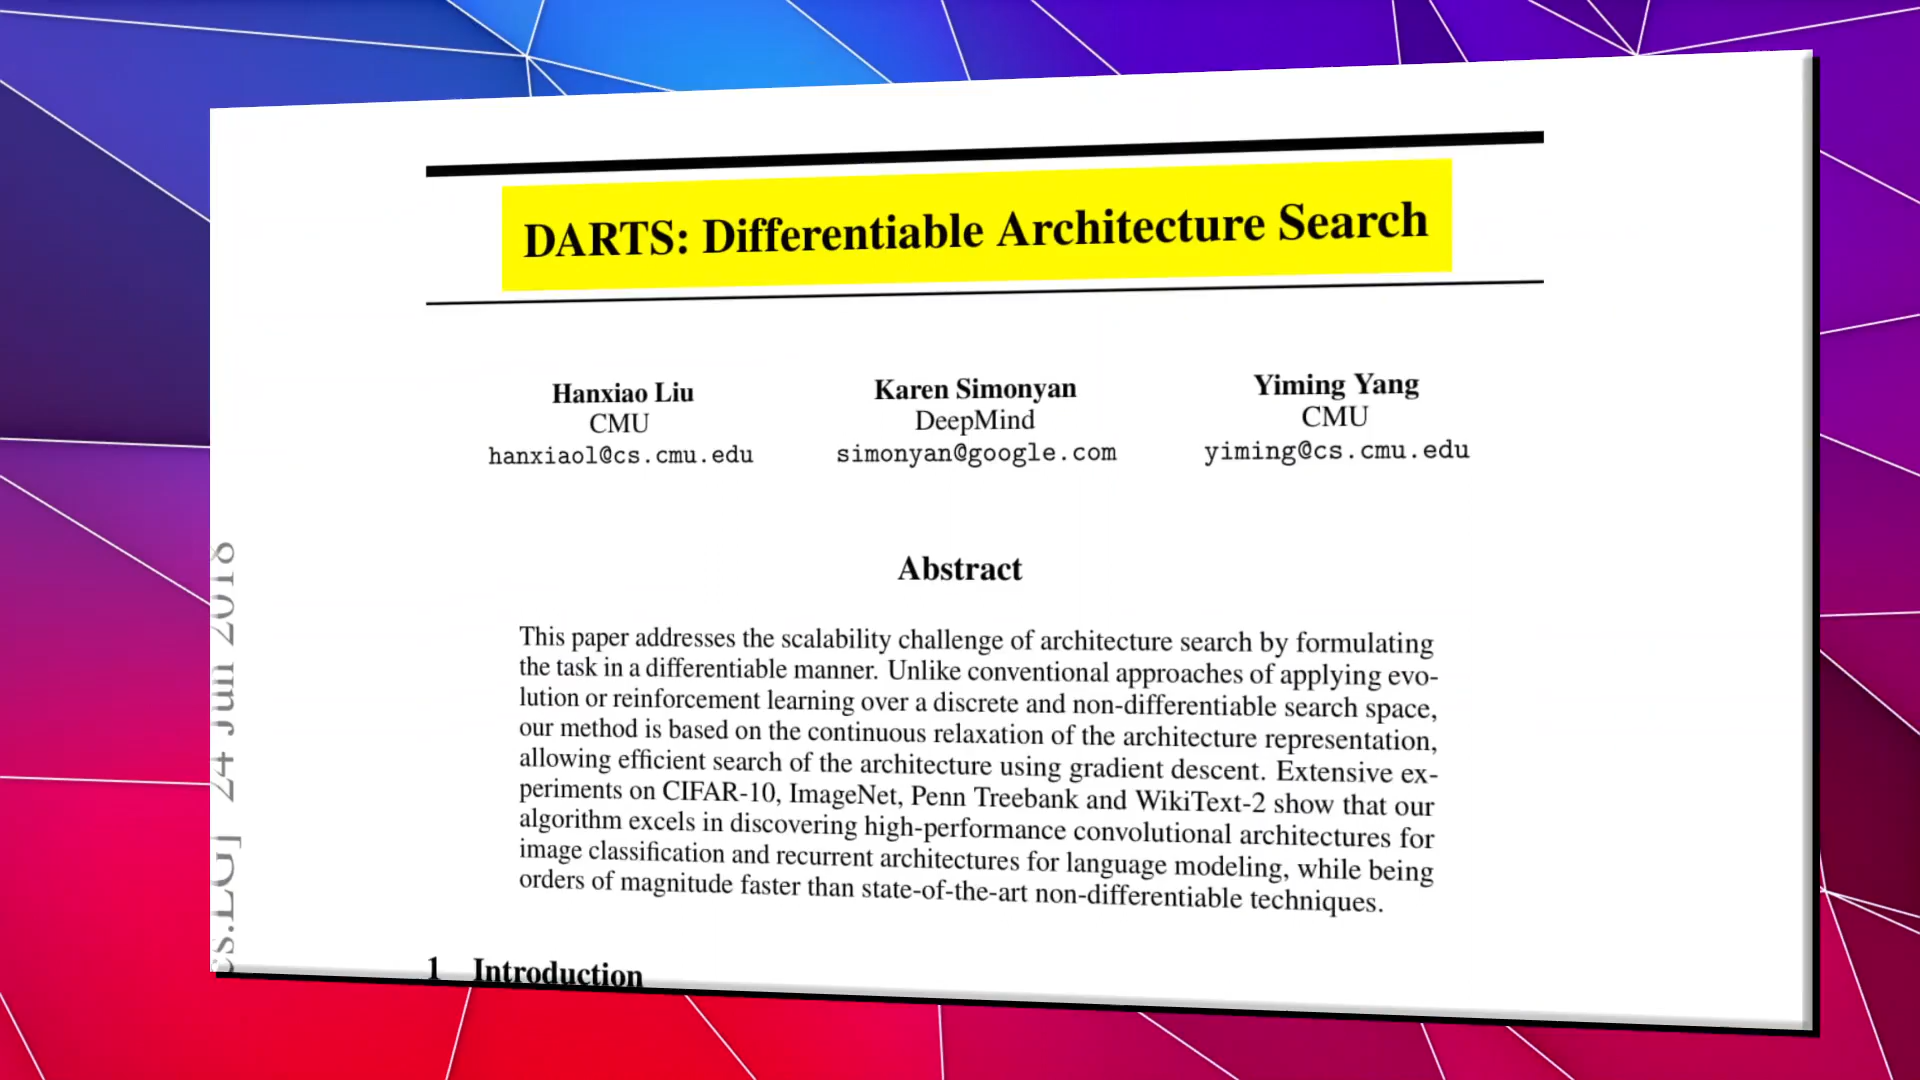 DARTS: Differentiable Architecture Search
Hanxiao Liu
CMU
hanxiaol@cs.cmu.edu
Karen Simonyan
DeepMind
simonyan@google.com
Yiming Yang
CMU
yiming@cs.cmu.edu
Abstract
This paper addresses the scalability challenge of architecture search by formulating
the task in a differentiable manner. Unlike conventional approaches of applying evo-
lution or reinforcement learning over a discrete and non-differentiable search space,
our method is based on the continuous relaxation of the architecture representation,
allowing efficient search of the architecture using gradient descent. Extensive ex-
periments on CIFAR-10, ImageNet, Penn Treebank and WikiText-2 show that our
algorithm excels in discovering high-performance convolutional architectures for
image classification and recurrent architectures for language modeling, while being
orders of magnitude faster than state-of-the-art non-differentiable techniques.
1 Introduction
cs.LG] 24 Jun 2018